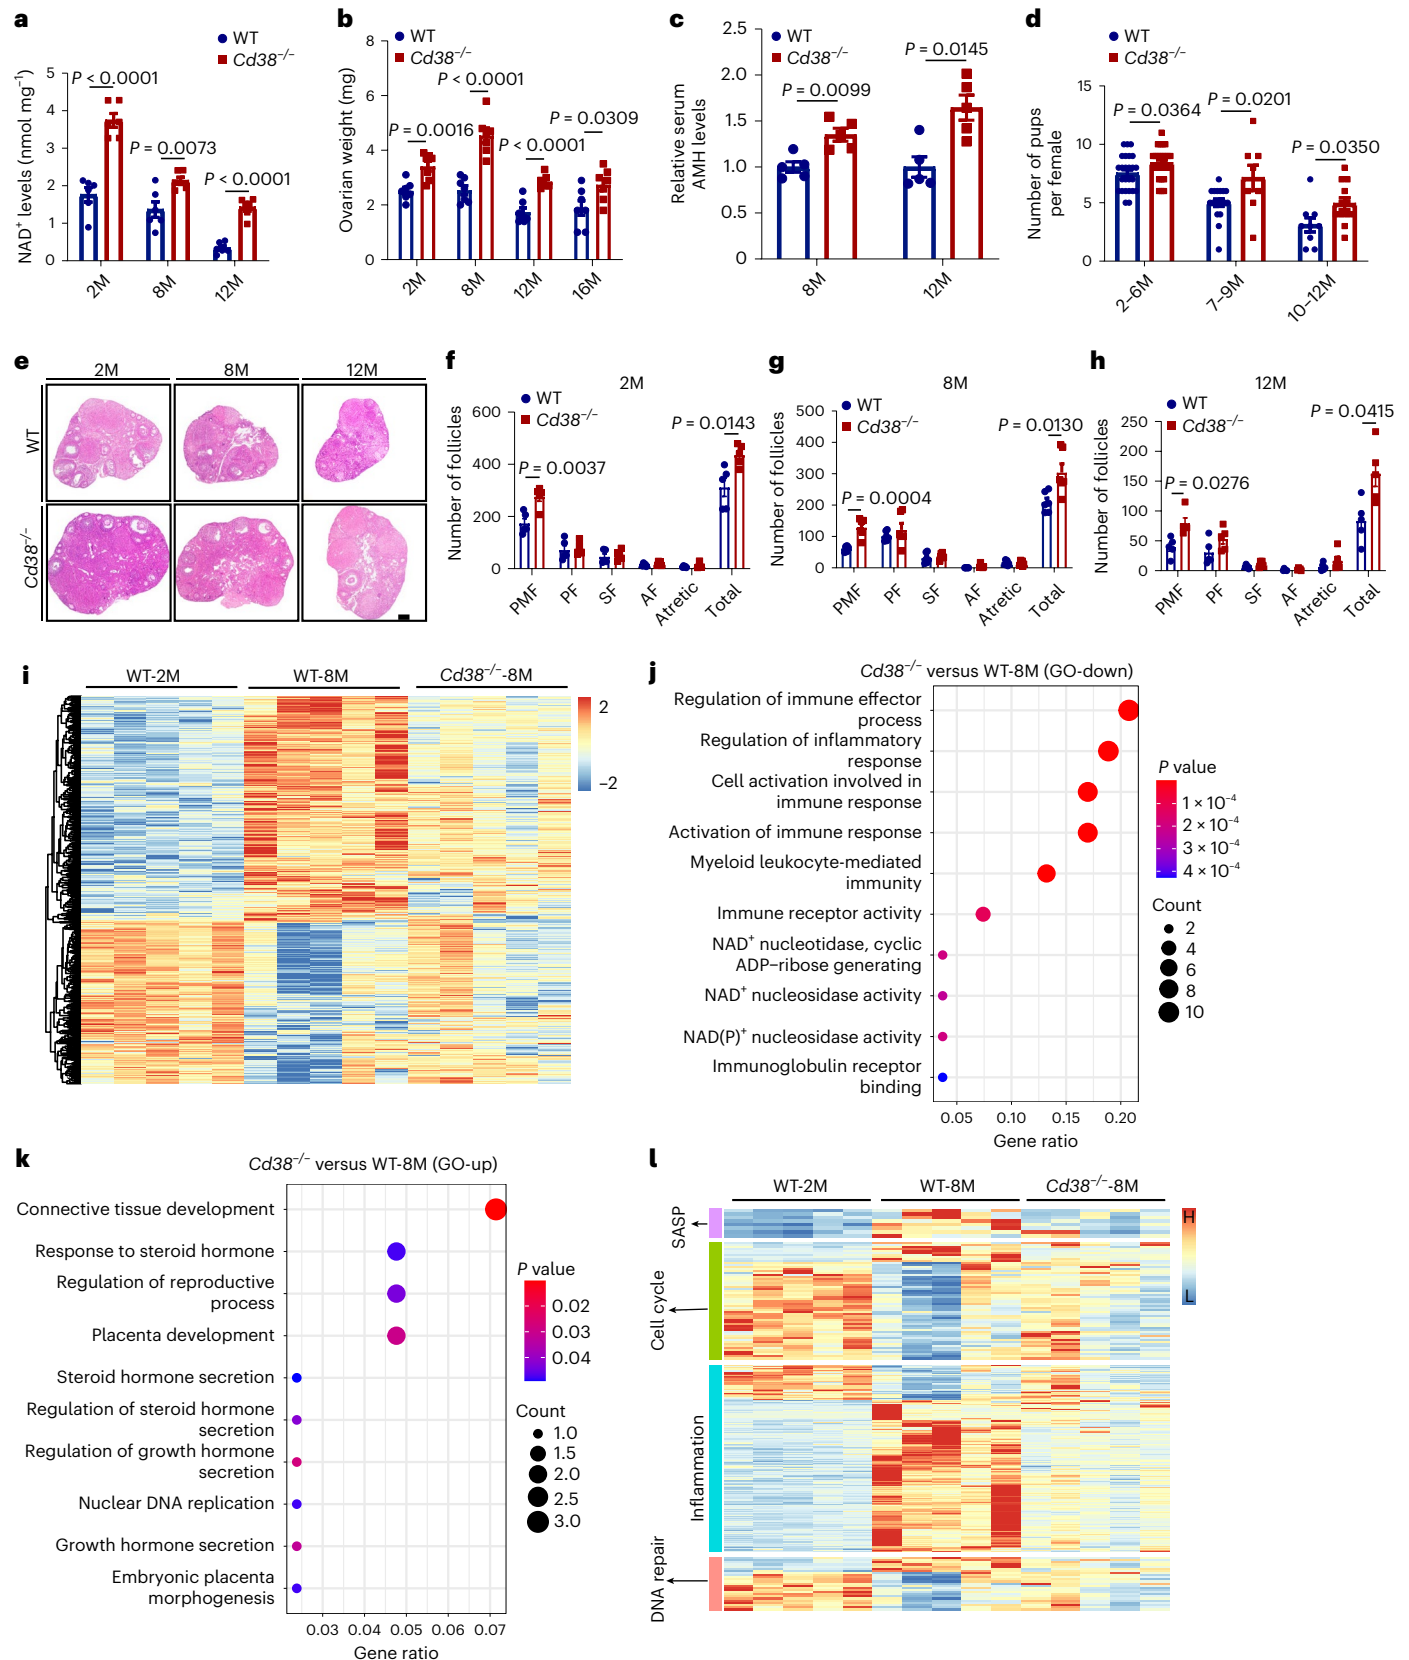 a
WT
Cd38−/−
NAD+ levels (nmol mg−1)
5
4
3
2
1
0
P < 0.0001
P = 0.0073
P < 0.0001
2M
8M
12M
b
WT
Cd38−/−
Ovarian weight (mg)
8
6
4
2
0
P = 0.0016
P < 0.0001
P < 0.0001
P = 0.0309
2M
8M
12M
16M
c
WT
Cd38−/−
Relative serum
AMH levels
2.5
2.0
1.5
1.0
0.5
0
P = 0.0099
P = 0.0145
8M
12M
d
WT
Cd38−/−
Number of pups
per female
15
10
5
0
P = 0.0364
P = 0.0201
P = 0.0350
2–6M
7–9M
10–12M
e
2M
8M
12M
WT
Cd38−/−
f
2M
WT
Cd38−/−
Number of follicles
600
400
200
0
P = 0.0037
P = 0.0143
PMF
PF
SF
AF
Atretic
Total
g
8M
WT
Cd38−/−
Number of follicles
500
400
300
200
100
0
P = 0.0004
P = 0.0130
PMF
PF
SF
AF
Atretic
Total
h
12M
WT
Cd38−/−
Number of follicles
250
200
150
100
50
0
P = 0.0276
P = 0.0415
PMF
PF
SF
AF
Atretic
Total
i
WT-2M
WT-8M
Cd38−/−-8M
2
−2
j
Cd38−/− versus WT-8M (GO-down)
Regulation of immune effector
process
Regulation of inflammatory
response
Cell activation involved in
immune response
Activation of immune response
Myeloid leukocyte-mediated
immunity
Immune receptor activity
NAD+ nucleotidase, cyclic
ADP–ribose generating
NAD+ nucleosidase activity
NAD(P)+ nucleosidase activity
Immunoglobulin receptor
binding
0.05
0.10
0.15
0.20
Gene ratio
P value
1 × 10−4
2 × 10−4
3 × 10−4
4 × 10−4
Count
2
4
6
8
10
k
Cd38−/− versus WT-8M (GO-up)
Connective tissue development
Response to steroid hormone
Regulation of reproductive
process
Placenta development
Steroid hormone secretion
Regulation of steroid hormone
secretion
Regulation of growth hormone
secretion
Nuclear DNA replication
Growth hormone secretion
Embryonic placenta
morphogenesis
0.03
0.04
0.05
0.06
0.07
Gene ratio
P value
0.02
0.03
0.04
Count
1.0
1.5
2.0
2.5
3.0
l
WT-2M
WT-8M
Cd38−/−-8M
SASP
Cell cycle
Inflammation
DNA repair
H
L